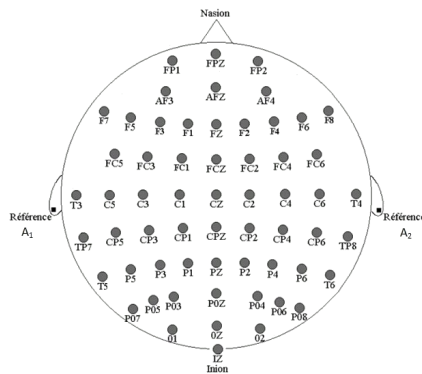 Nasion
FP1 FPZ FP2
AF3 AFZ AF4
F7 F5 F3 F1 FZ F2 F4 F6 F8
FC5 FC3 FC1 FCZ FC2 FC4 FC6
T3 C5 C3 C1 CZ C2 C4 C6 T4
Référence Référence
A1 A2
TP7 CP5 CP3 CP1 CPZ CP2 CP4 CP6 TP8
T5 P5 P3 P1 PZ P2 P4 P6 T6
P07 P05 P03 P0Z P04 P06 P08
01 0Z 02
IZ
Inion